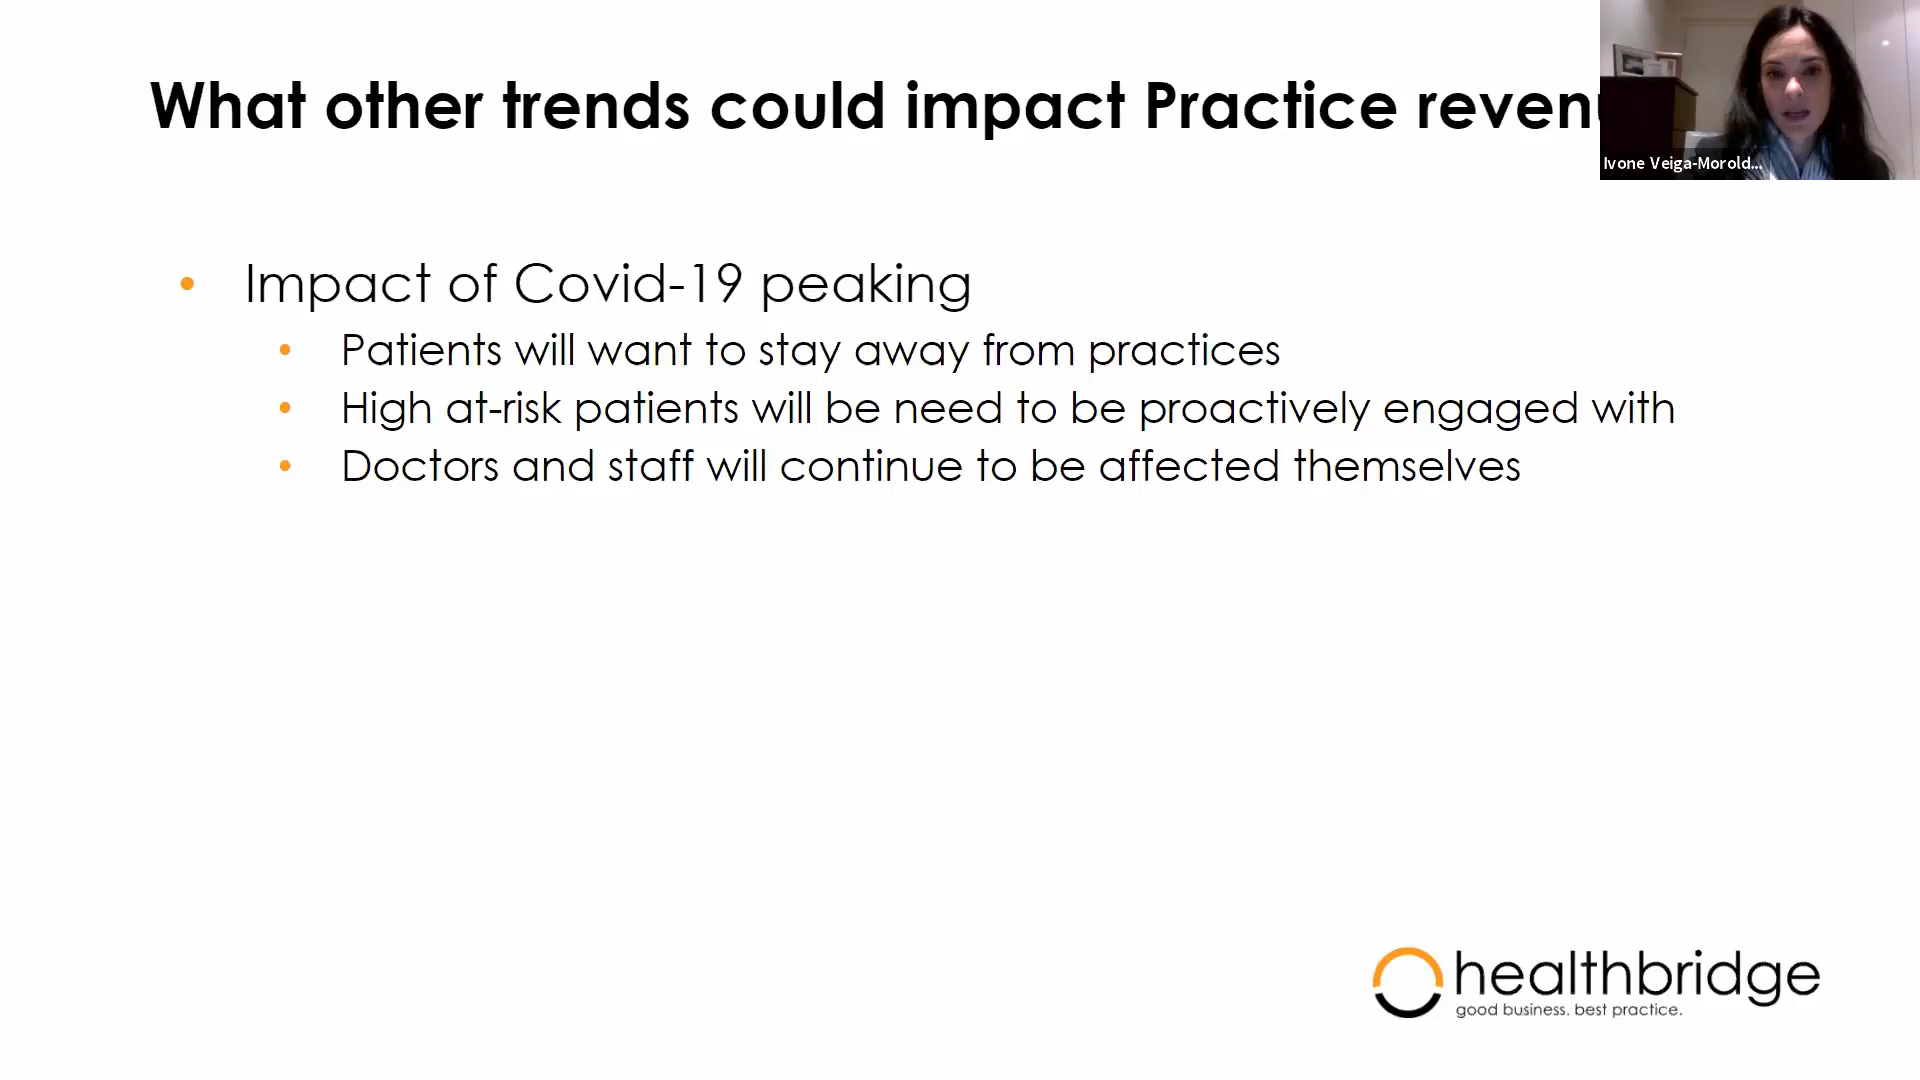 What other trends could impact Practice reven
Ivone Veiga-Morold...
• Impact of Covid-19 peaking
• Patients will want to stay away from practices
• High at-risk patients will be need to be proactively engaged with
• Doctors and staff will continue to be affected themselves
healthbridge
good business. best practice.